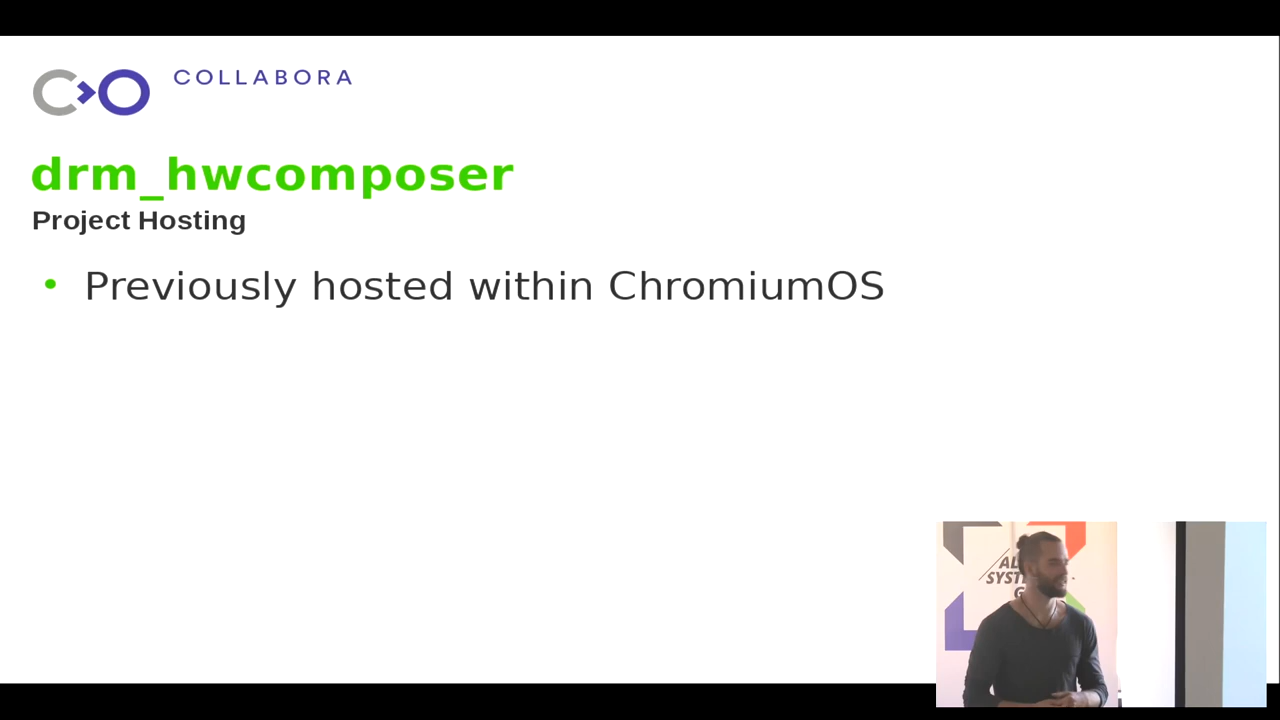 COLLABORA
drm_hwcomposer
Project Hosting
• Previously hosted within ChromiumOS